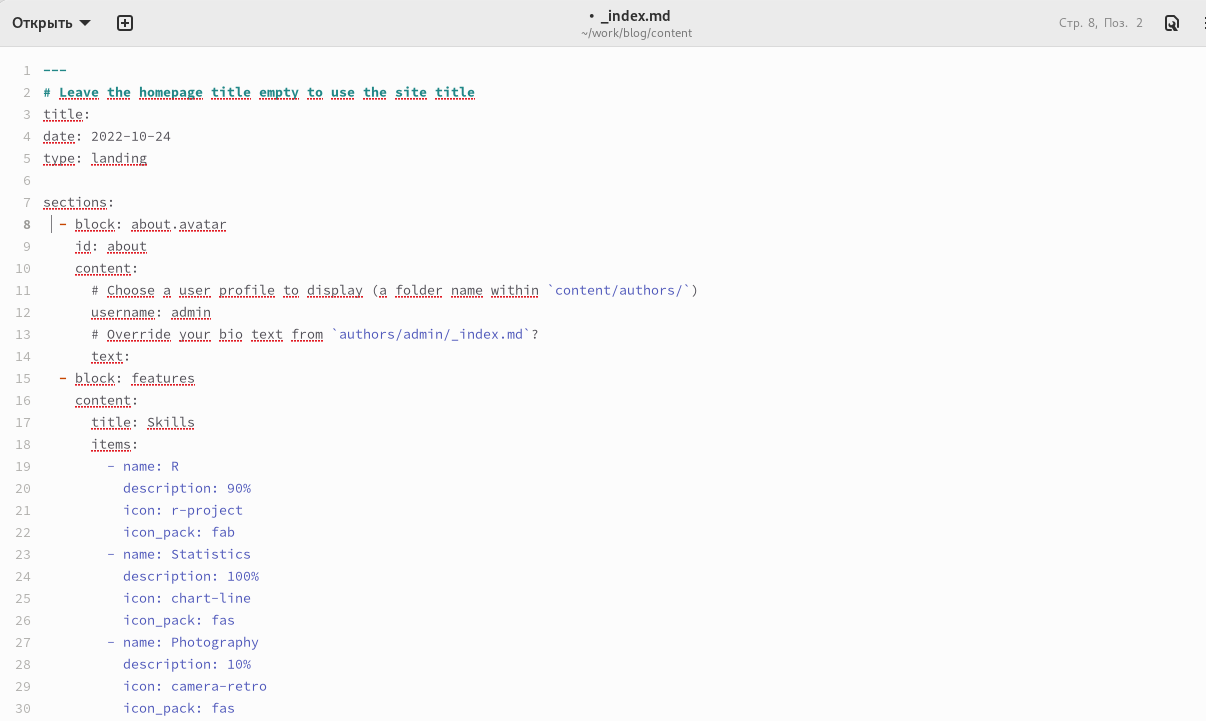 Открыть
• _index.md
~/work/blog/content
Стр. 8, Поз. 2
1 ---
2 # Leave the homepage title empty to use the site title
3 title:
4 date: 2022-10-24
5 type: landing
6
7 sections:
8   - block: about.avatar
9     id: about
10     content:
11       # Choose a user profile to display (a folder name within `content/authors/`)
12       username: admin
13       # Override your bio text from `authors/admin/_index.md`?
14       text:
15   - block: features
16     content:
17       title: Skills
18       items:
19         - name: R
20           description: 90%
21           icon: r-project
22           icon_pack: fab
23         - name: Statistics
24           description: 100%
25           icon: chart-line
26           icon_pack: fas
27         - name: Photography
28           description: 10%
29           icon: camera-retro
30           icon_pack: fas